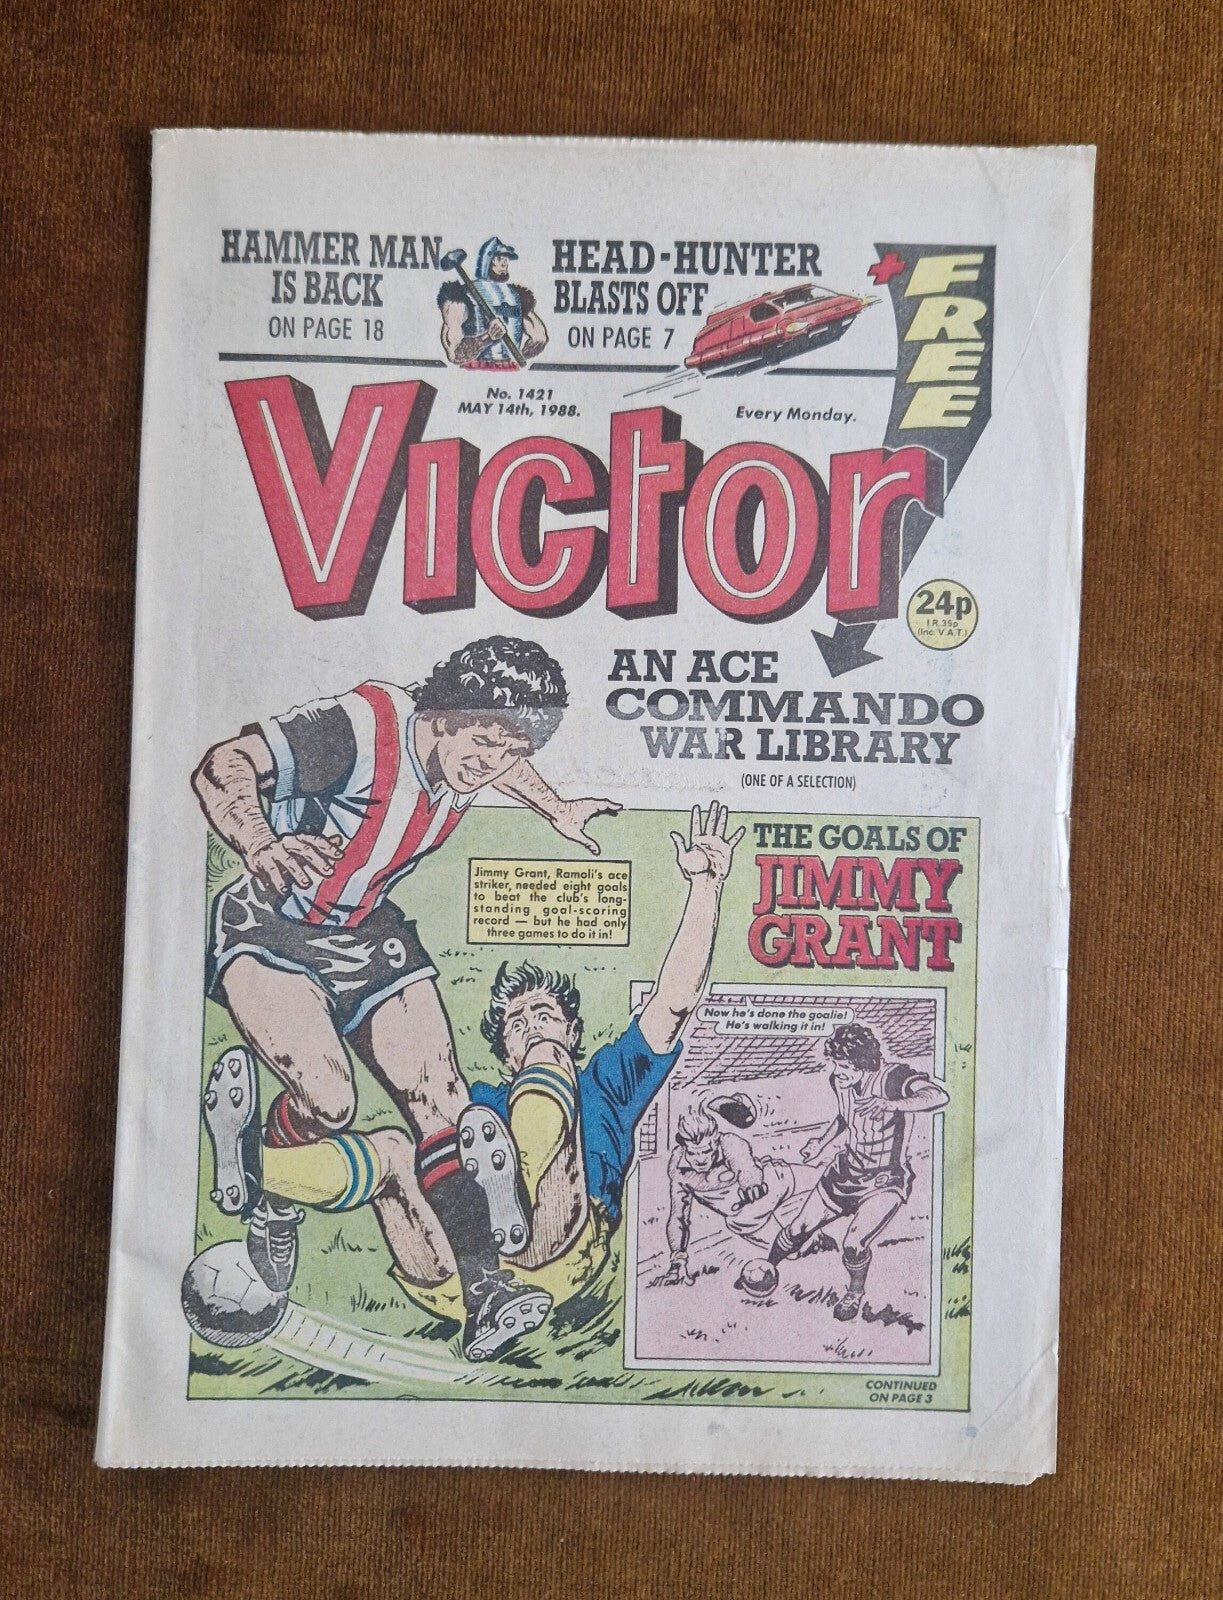 HAMMER MAN
IS BACK
ON PAGE 18
HEAD-HUNTER
BLASTS OFF
ON PAGE 7
+ FREE
No. 1421
MAY 14th, 1988.
Every Monday.
Victor
24p
I.R. 35p
(Inc. V.A.T.)
AN ACE
COMMANDO
WAR LIBRARY
(ONE OF A SELECTION)
THE GOALS OF
JIMMY
GRANT
Jimmy Grant, Ramoli's ace
striker, needed eight goals
to beat the club's long-
standing goal-scoring
record — but he had only
three games to do it in!
9
Now he's done the goalie!
He's walking it in!
CONTINUED
ON PAGE 3